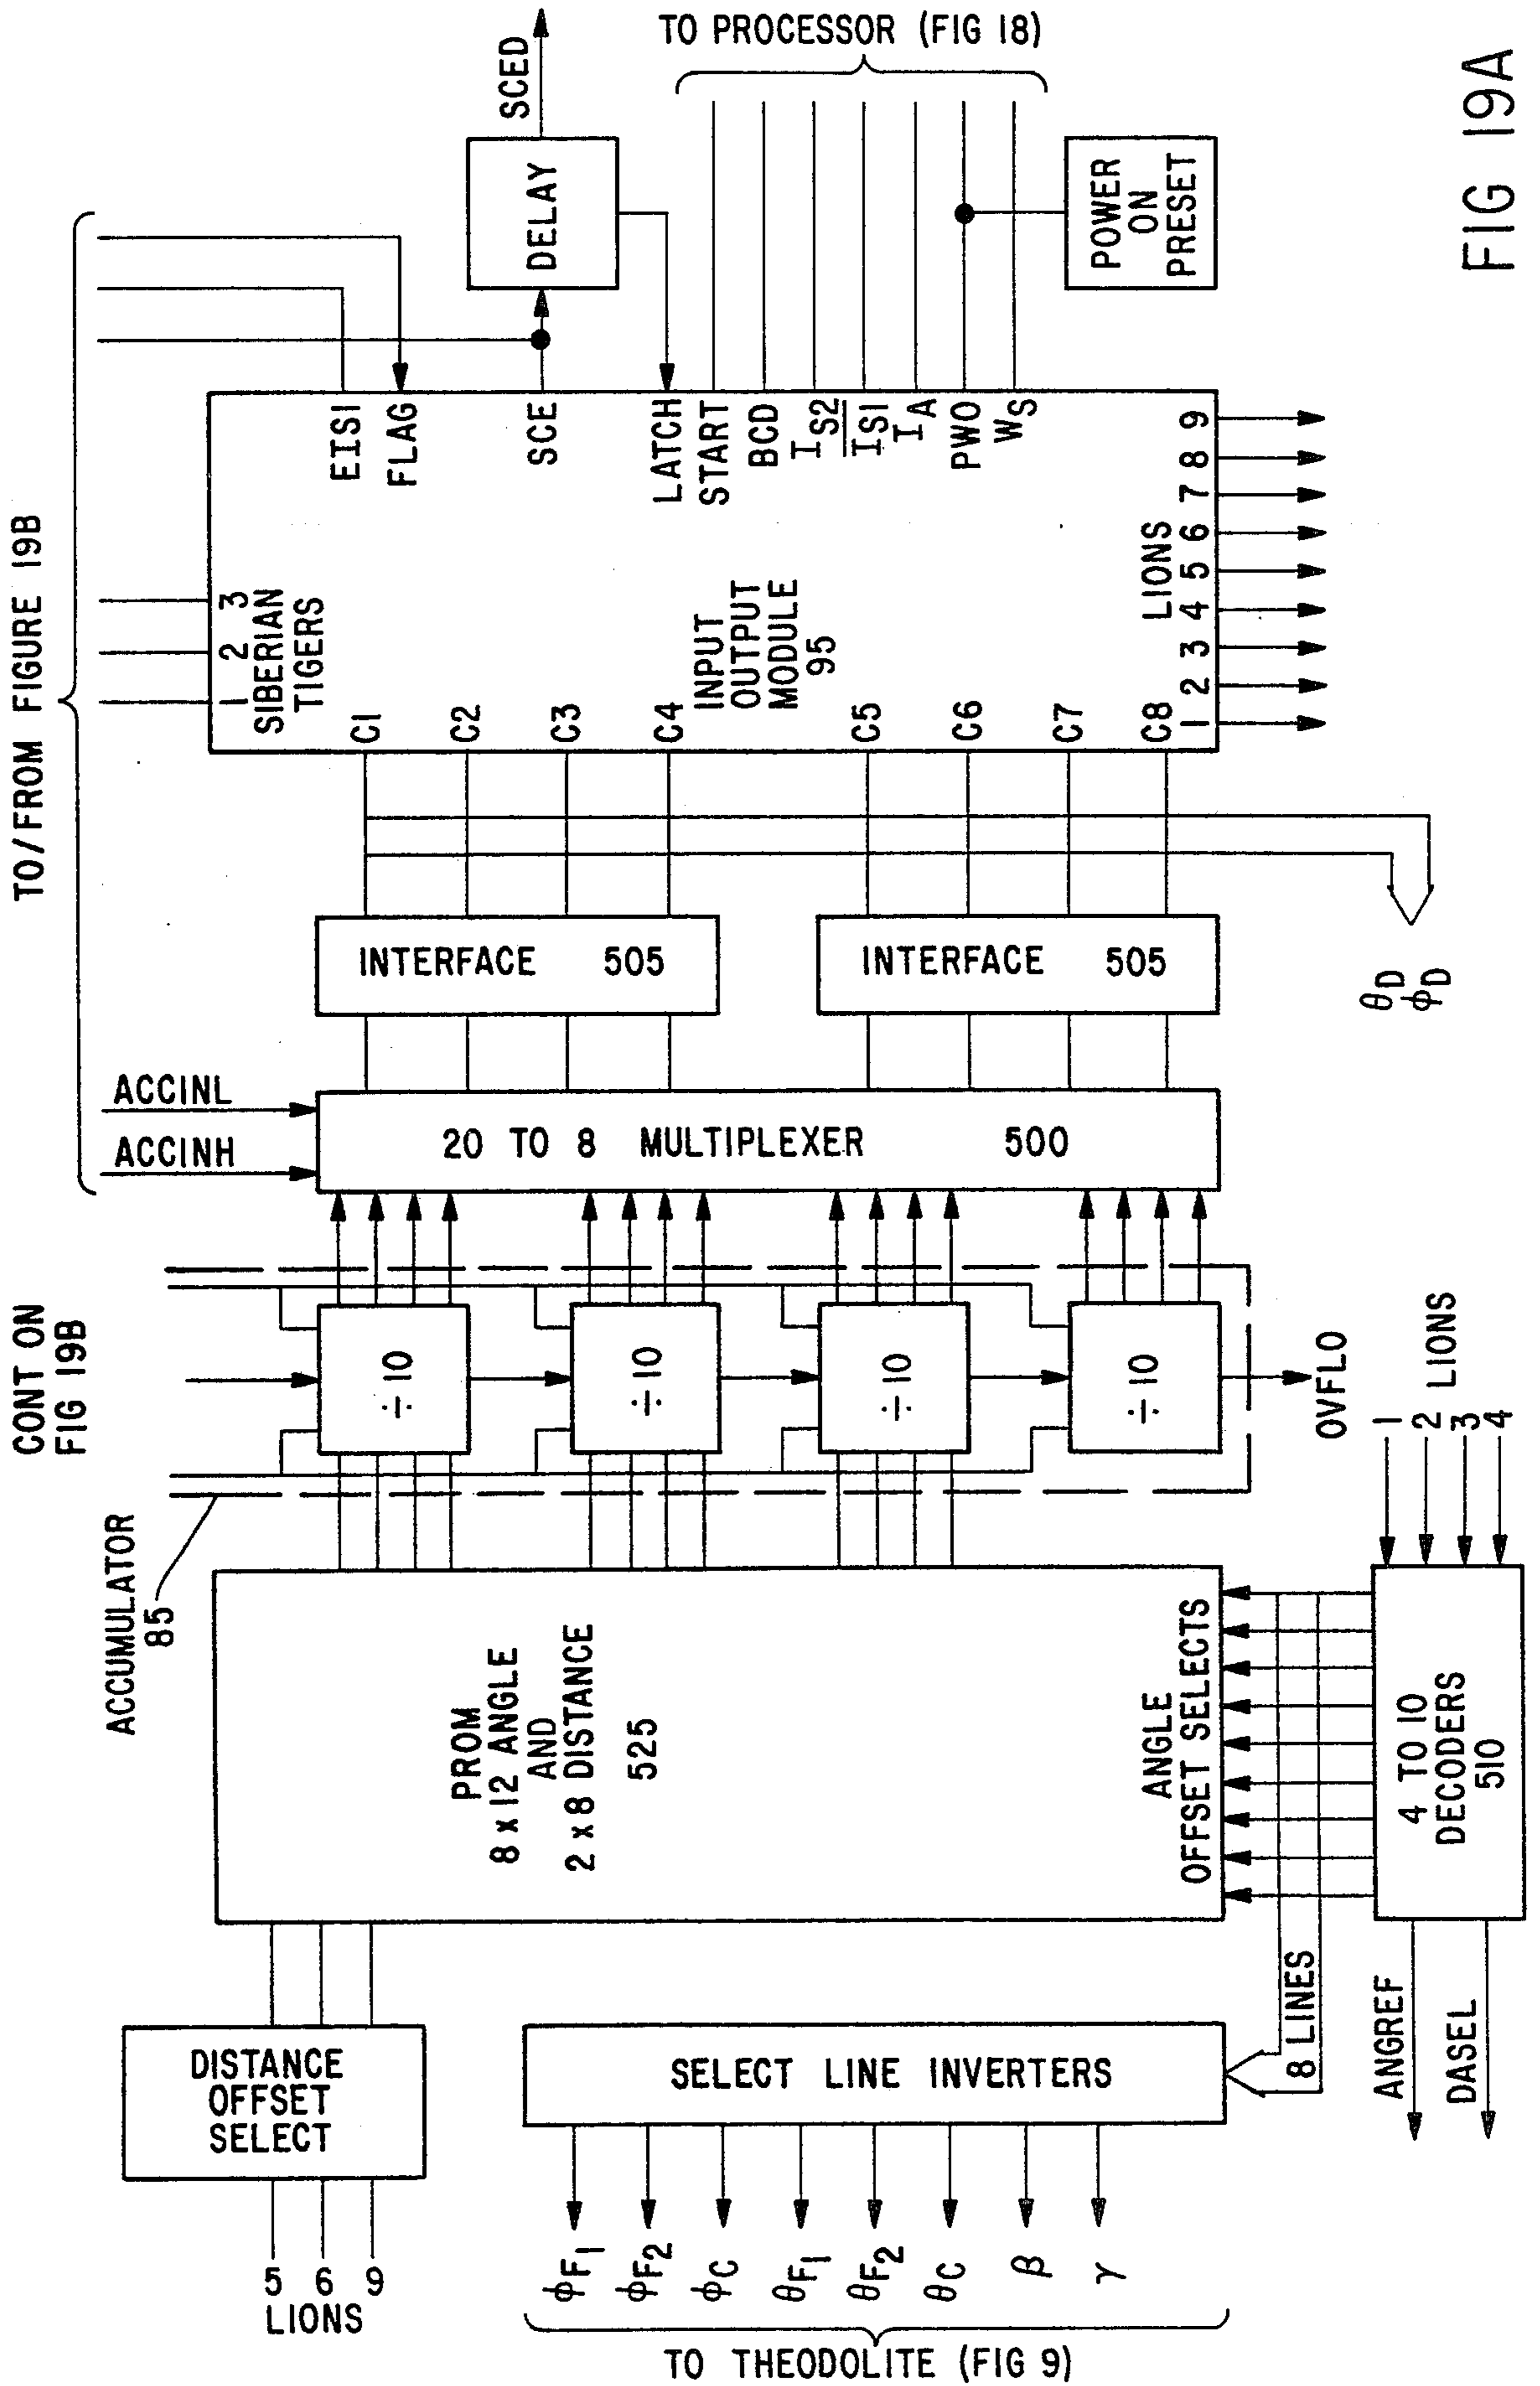 TO/FROM FIGURE 19B
CONT ON
FIG 19B
ACCUMULATOR
85
SCED
DELAY
TO PROCESSOR (FIG 18)
POWER
ON
PRESET
EISI
FLAG
SCE
LATCH
START
BCD
IS2
IS1
IA
PWO
WS
1 2 3
SIBERIAN
TIGERS
INPUT
OUTPUT
MODULE
95
C1
C2
C3
C4
C5
C6
C7
C8
LIONS
1 2 3 4 5 6 7 8 9
INTERFACE 505
INTERFACE 505
θD
ϕD
ACCINL
ACCINH
20 TO 8 MULTIPLEXER 500
÷10
÷10
÷10
÷10
OVFLO
PROM
8 x 12 ANGLE
AND
2 x 8 DISTANCE
525
ANGLE
OFFSET SELECTS
1
2
3
4
LIONS
4 TO 10
DECODERS
510
8 LINES
ANGREF
DASEL
DISTANCE
OFFSET
SELECT
5
6
9
LIONS
SELECT LINE INVERTERS
ϕF1
ϕF2
ϕC
θF1
θF2
θC
β
γ
TO THEODOLITE (FIG 9)
FIG 19A